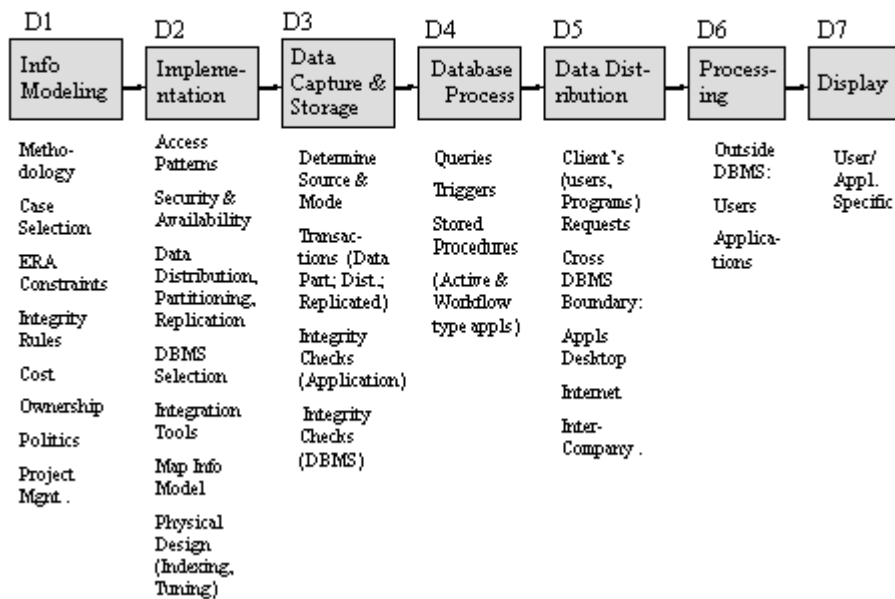 D1
Info
Modeling
Metho-
dology
Case
Selection
ERA
Constraints
Integrity
Rules
Cost
Ownership
Politics
Project
Mgnt .
D2
Impleme-
ntation
Access
Patterns
Security &
Availability
Data
Distribution,
Partitioning,
Replication
DBMS
Selection
Integration
Tools
Map Info
Model
Physical
Design
(Indexing,
Tuning)
D3
Data
Capture &
Storage
Determine
Source &
Mode
Transac-
tions (Data
Part.; Dist.;
Replicated)
Integrity
Checks
(Application)
Integrity
Checks
(DBMS)
D4
Database
Process
Queries
Triggers
Stored
Procedures
(Active &
Workflow
type appls)
D5
Data Dist-
ribution
Client's
(users,
Programs)
Requests
Cross
DBMS
Boundary:
Appls
Desktop
Internet
Inter-
Company .
D6
Process-
ing
Outside
DBMS:
Users
Applica-
tions
D7
Display
User/
Appl.
Specific